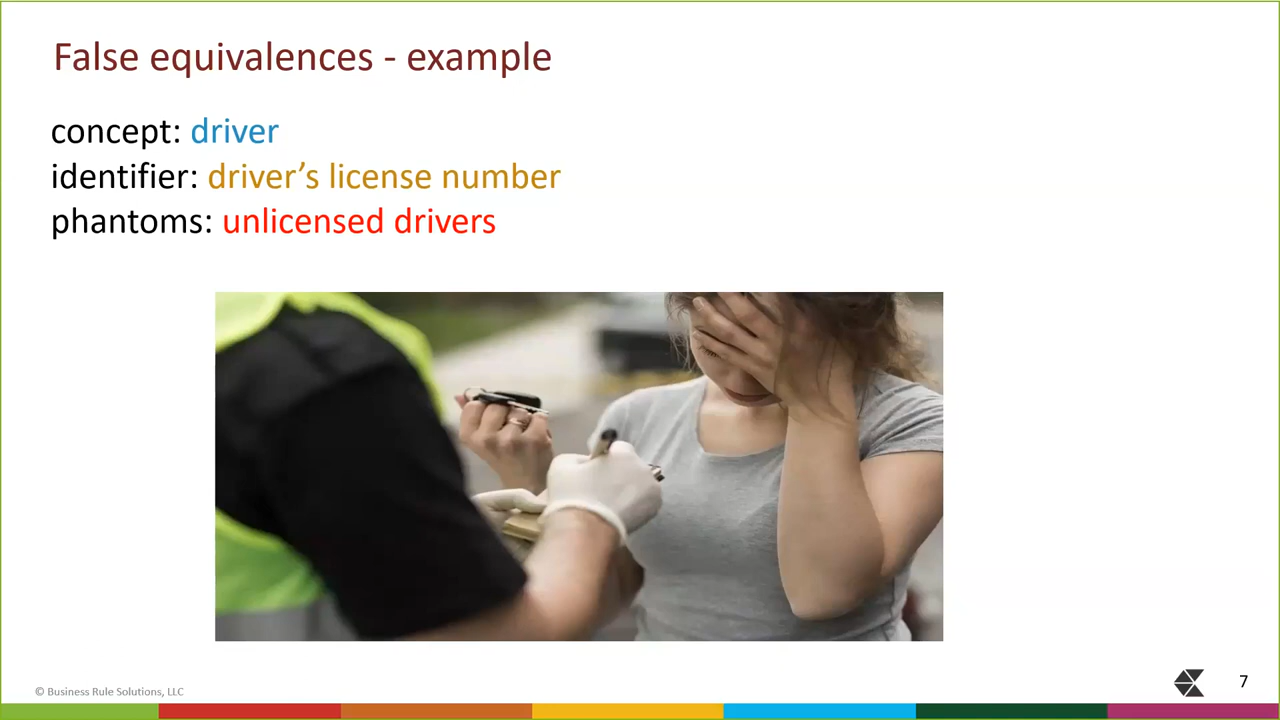 False equivalences - example
concept: driver
identifier: driver’s license number
phantoms: unlicensed drivers
© Business Rule Solutions, LLC
7